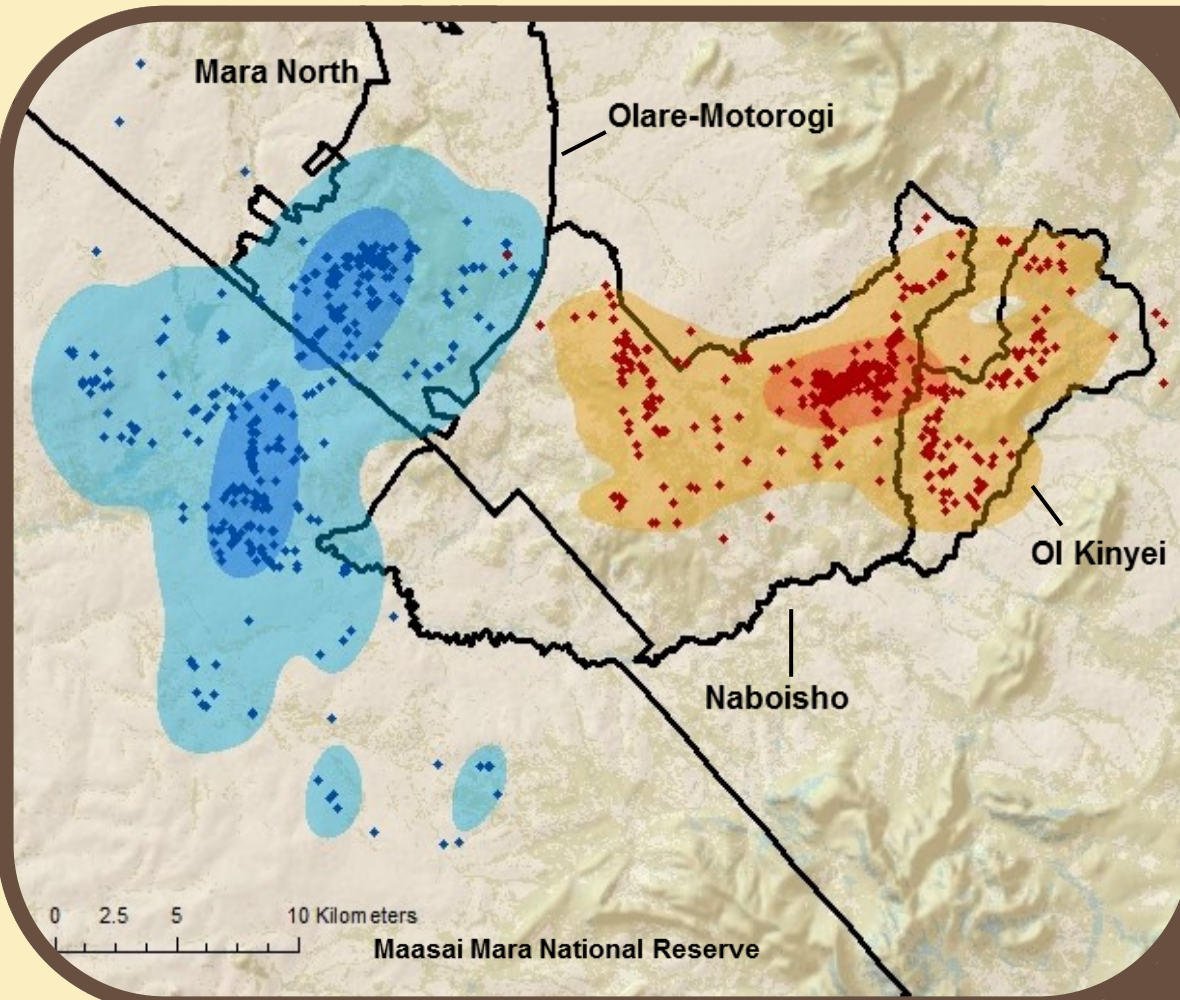 Mara North
Olare-Motorogi
Ol Kinyei
Naboisho
0 2.5 5 10 Kilometers
Maasai Mara National Reserve